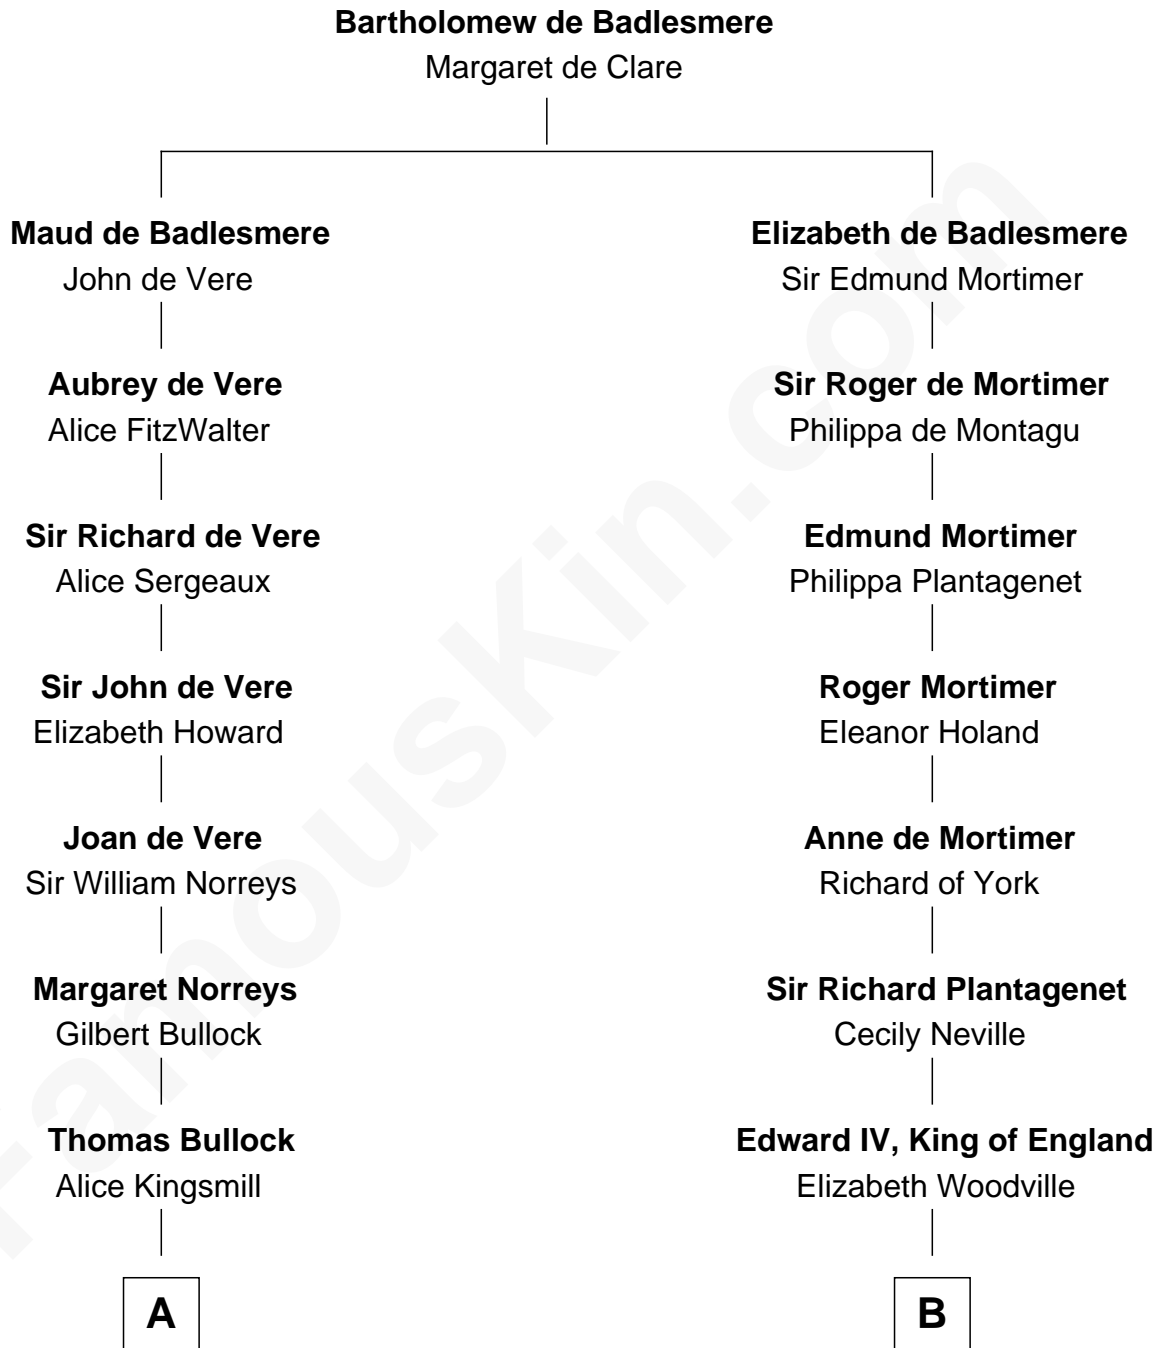 Bartholomew de Badlesmere
Margaret de Clare
Maud de Badlesmere
John de Vere
Elizabeth de Badlesmere
Sir Edmund Mortimer
Aubrey de Vere
Alice FitzWalter
Sir Roger de Mortimer
Philippa de Montagu
Sir Richard de Vere
Alice Sergeaux
Edmund Mortimer
Philippa Plantagenet
Sir John de Vere
Elizabeth Howard
Roger Mortimer
Eleanor Holand
Joan de Vere
Sir William Norreys
Anne de Mortimer
Richard of York
Margaret Norreys
Gilbert Bullock
Sir Richard Plantagenet
Cecily Neville
Thomas Bullock
Alice Kingsmill
Edward IV, King of England
Elizabeth Woodville
A
B
FamousKin.com